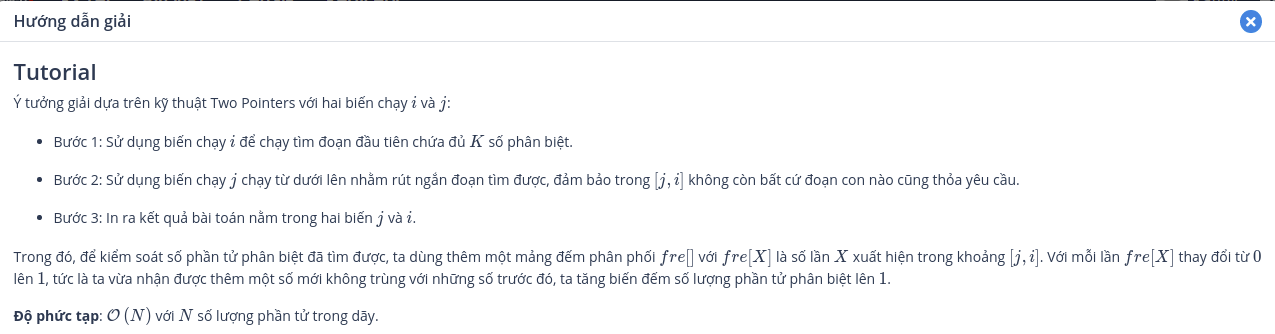 Hướng dẫn giải
Tutorial
Ý tưởng giải dựa trên kỹ thuật Two Pointers với hai biến chạy i và j:
Bước 1: Sử dụng biến chạy i để chạy tìm đoạn đầu tiên chứa đủ K số phân biệt.
Bước 2: Sử dụng biến chạy j chạy từ dưới lên nhằm rút ngắn đoạn tìm được, đảm bảo trong [j, i] không còn bất cứ đoạn con nào cũng thỏa yêu cầu.
Bước 3: In ra kết quả bài toán nằm trong hai biến j và i.
Trong đó, để kiểm soát số phần tử phân biệt đã tìm được, ta dùng thêm một mảng đếm phân phối fre[] với fre[X] là số lần X xuất hiện trong khoảng [j, i]. Với mỗi lần fre[X] thay đổi từ 0
lên 1, tức là ta vừa nhận được thêm một số mới không trùng với những số trước đó, ta tăng biến đếm số lượng phần tử phân biệt lên 1.
Độ phức tạp: O (N) với N số lượng phần tử trong dãy.